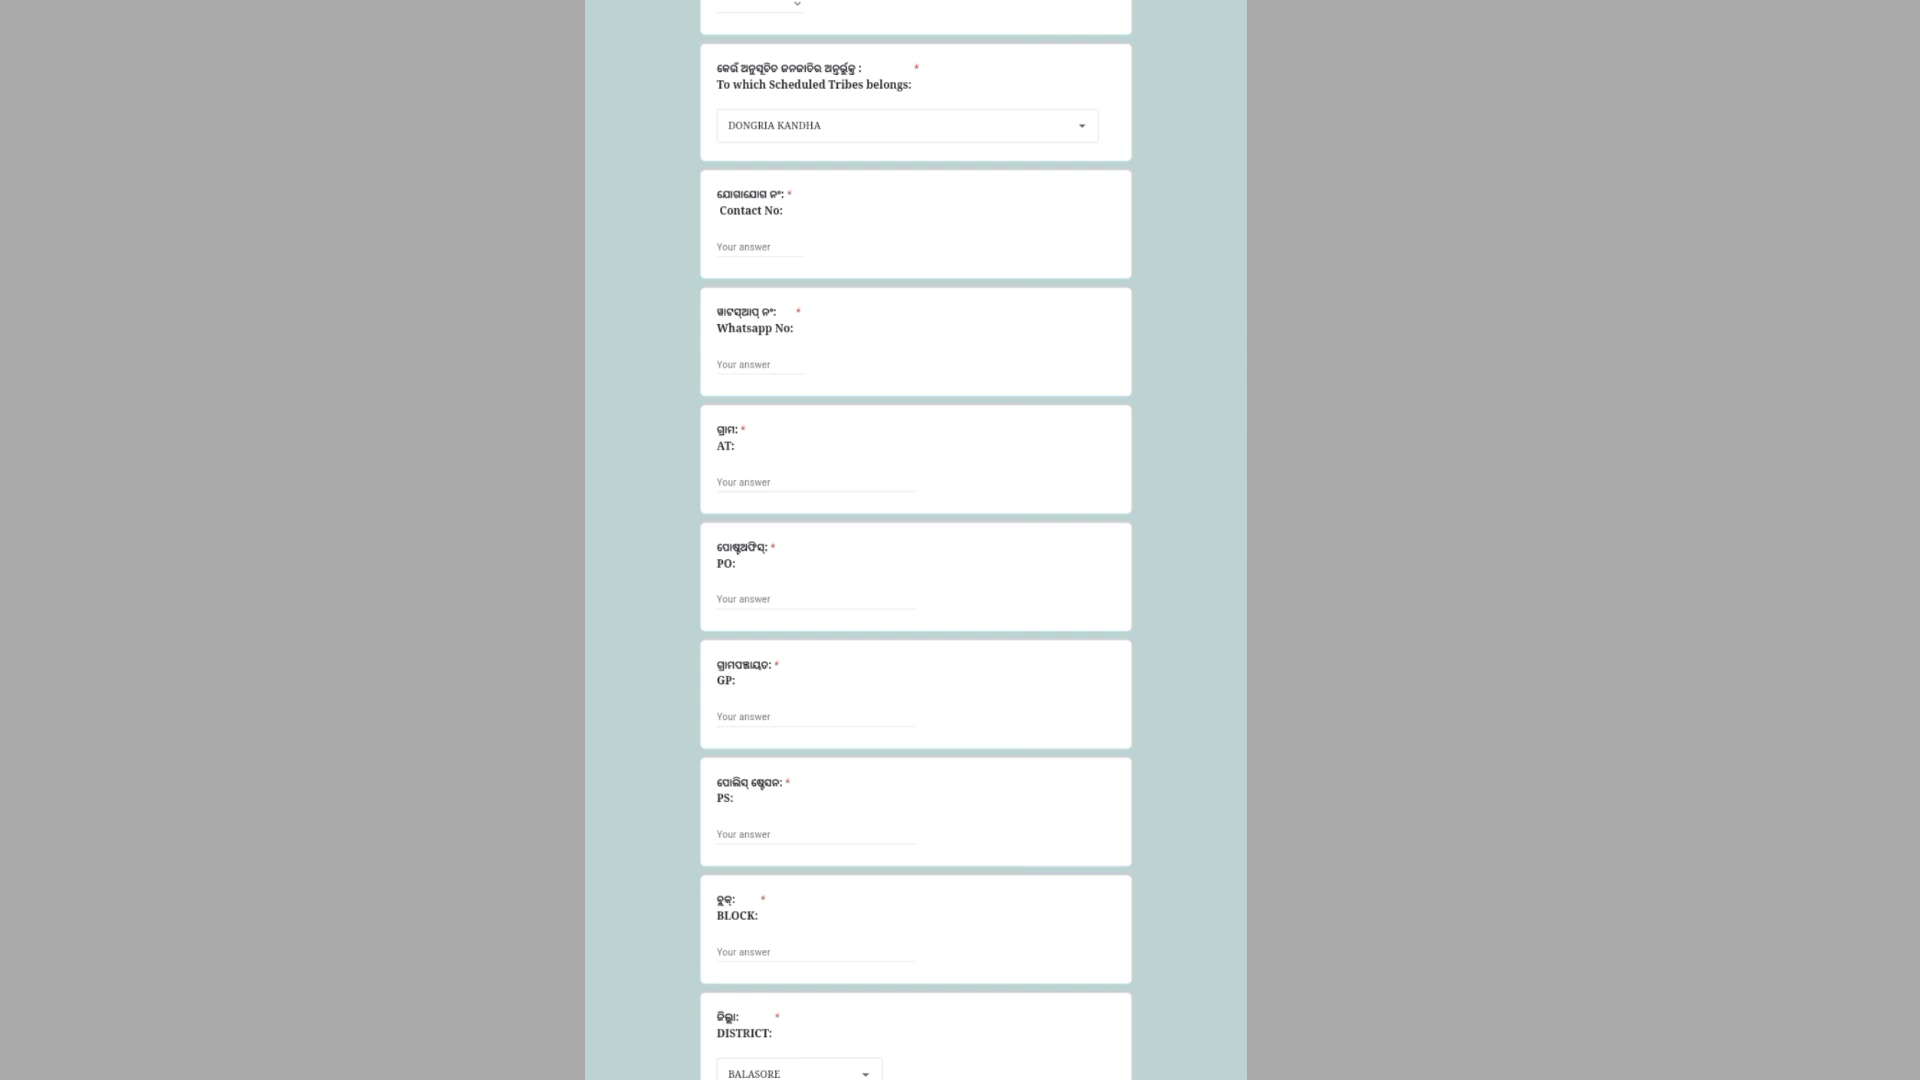 କେଉଁ ଅନୁସୂଚିତ ଜନଜାତିର ଅନ୍ତର୍ଭୁକ୍ତ : *
To which Scheduled Tribes belongs:
DONGRIA KANDHA
ଯୋଗାଯୋଗ ନଂ: *
Contact No:
Your answer
ୱାଟସ୍ଆପ୍ ନଂ: *
Whatsapp No:
Your answer
ଗ୍ରାମ: *
AT:
Your answer
ପୋଷ୍ଟଅଫିସ୍: *
PO:
Your answer
ଗ୍ରାମପଞ୍ଚାୟତ: *
GP:
Your answer
ପୋଲିସ୍ ଷ୍ଟେସନ: *
PS:
Your answer
ବ୍ଲକ୍: *
BLOCK:
Your answer
ଜିଲ୍ଲା: *
DISTRICT:
BALASORE